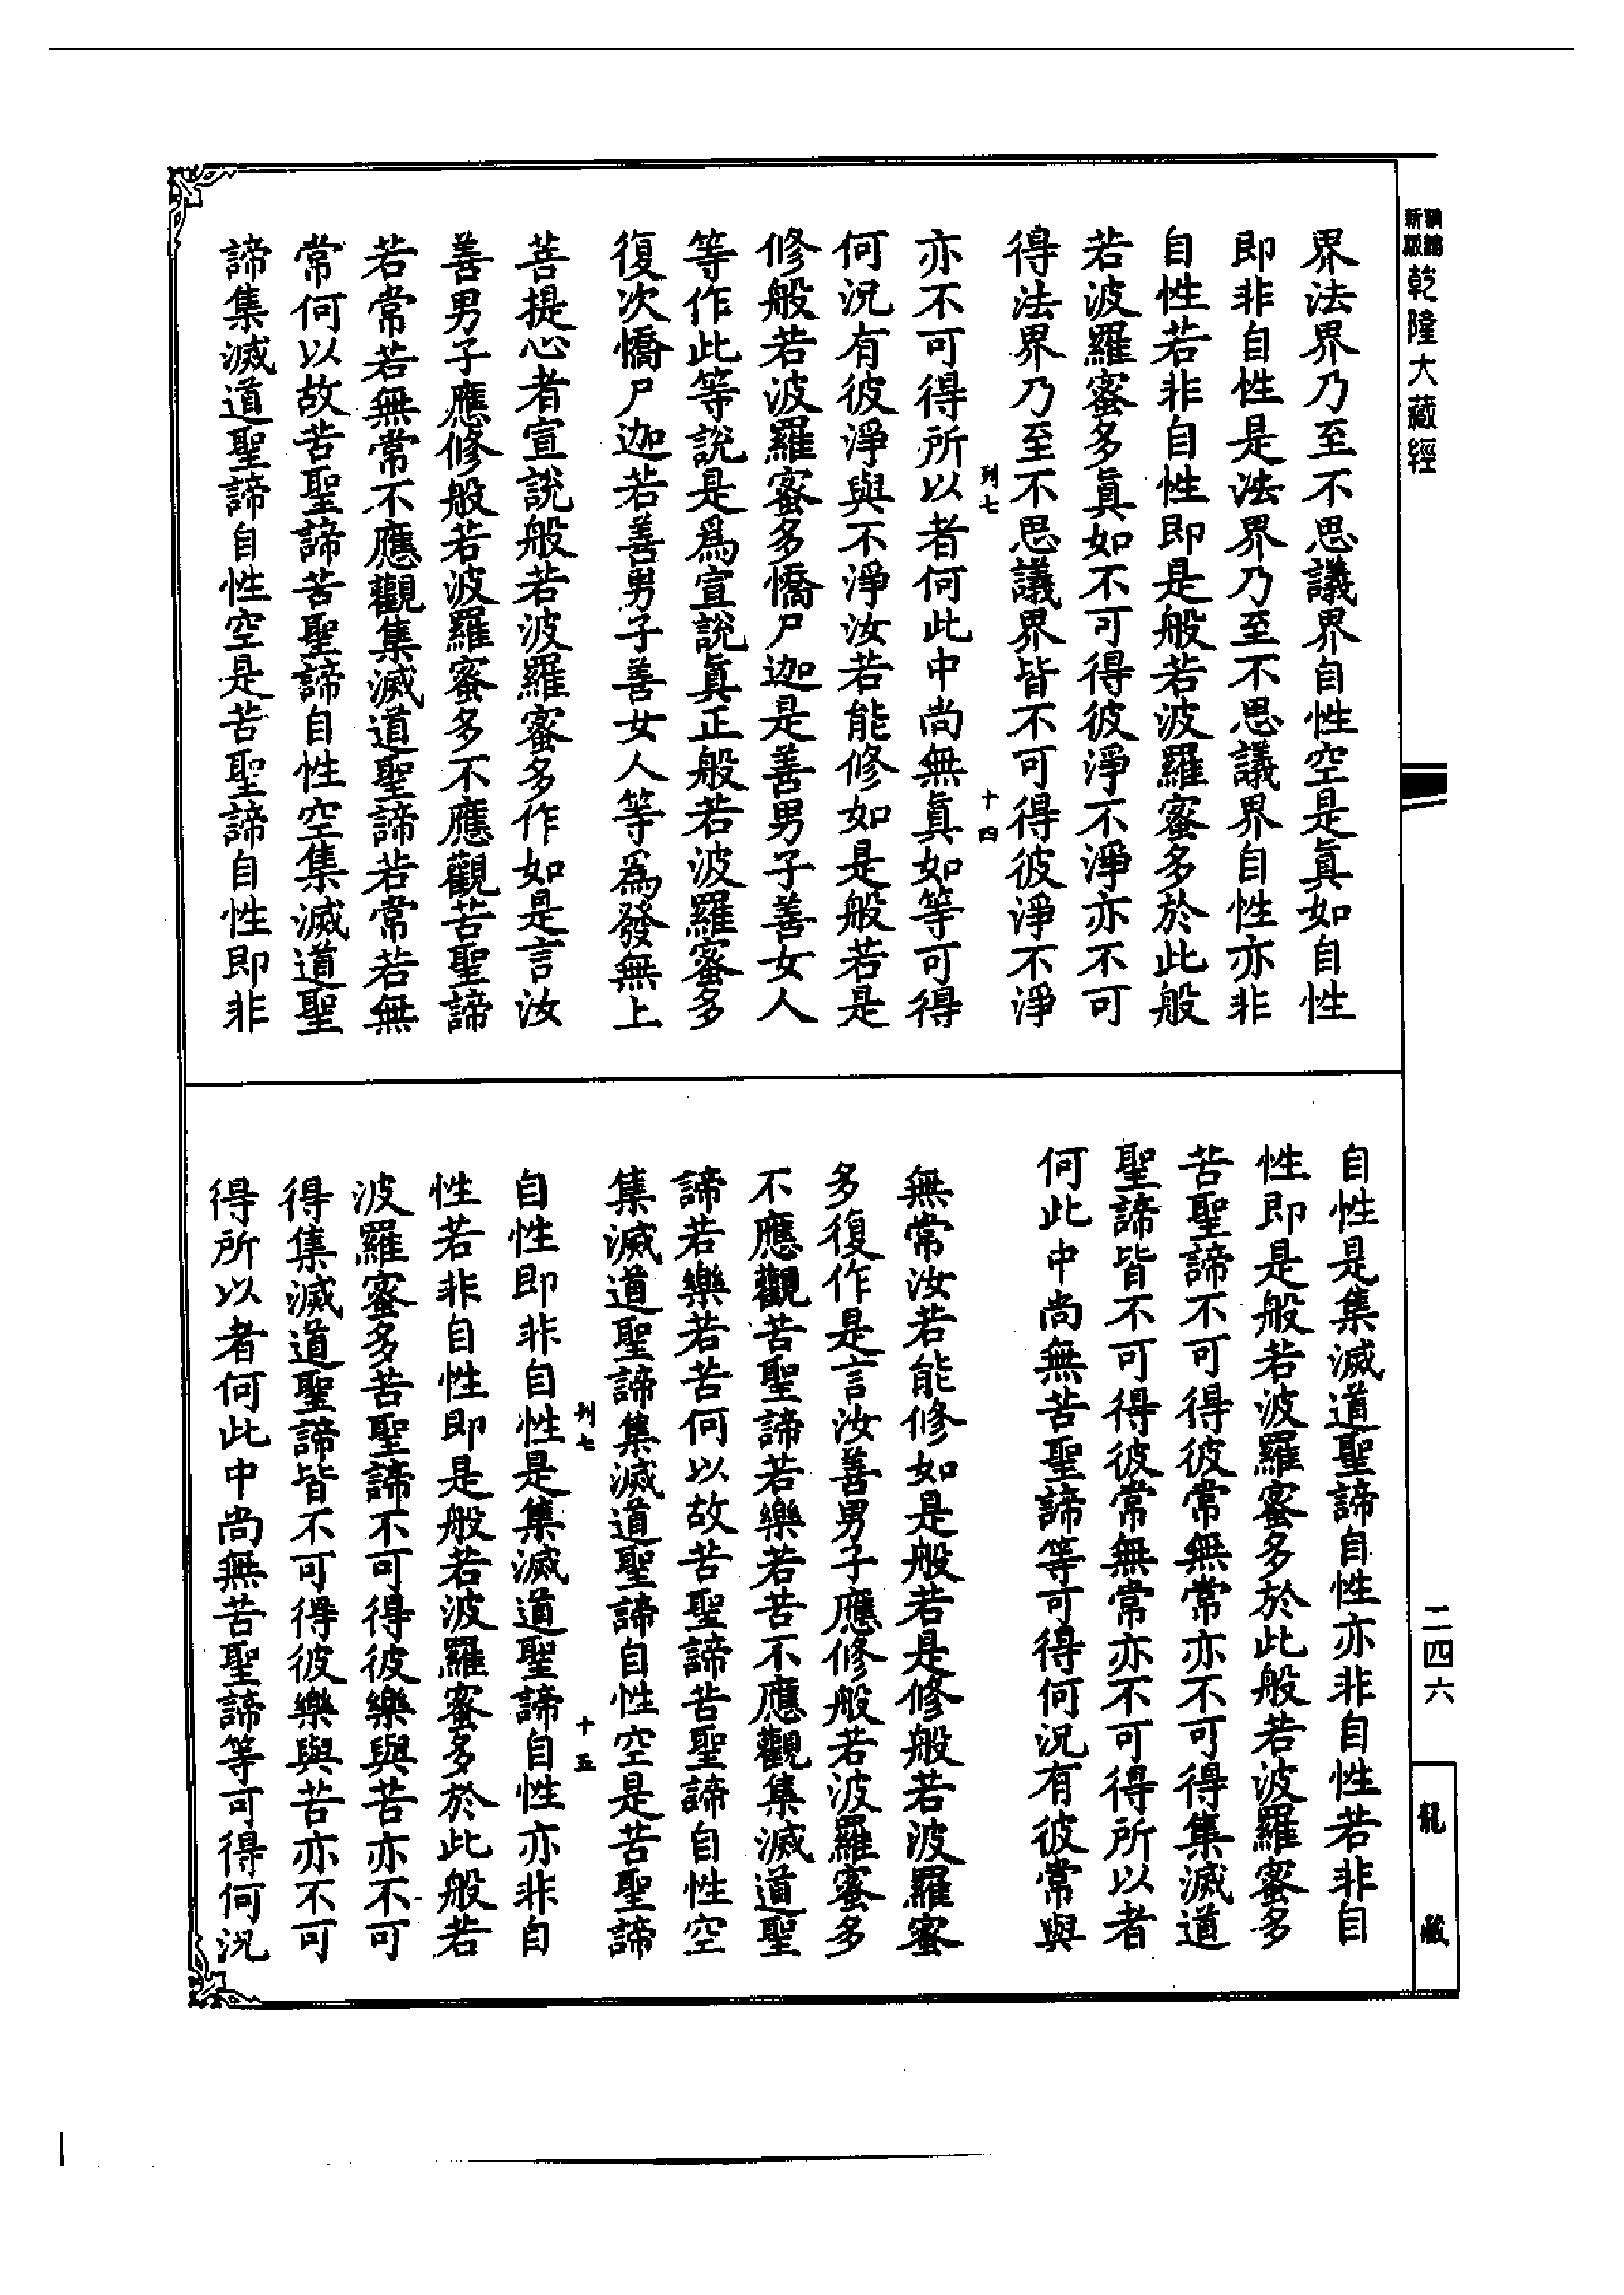 新編縮版乾隆大藏經
界法界乃至不思議界自性空是眞如自性
即非自性是法界乃至不思議界自性亦非
自性若非自性即是般若波羅蜜多於此般
若波羅蜜多眞如不可得彼淨不淨亦不可
得法界乃至不思議界皆不可得彼淨不淨
列七 十四
亦不可得所以者何此中尚無眞如等可得
何況有彼淨與不淨汝若能修如是般若是
修般若波羅蜜多憍尸迦是善男子善女人
等作此等說是爲宣說眞正般若波羅蜜多
復次憍尸迦若善男子善女人等爲發無上
菩提心者宣說般若波羅蜜多作如是言汝
善男子應修般若波羅蜜多不應觀苦聖諦
若常若無常不應觀集滅道聖諦若常若無
常何以故苦聖諦苦聖諦自性空集滅道聖
諦集滅道聖諦自性空是苦聖諦自性即非
自性是集滅道聖諦自性亦非自性若非自
性即是般若波羅蜜多於此般若波羅蜜多
苦聖諦不可得彼常無常亦不可得集滅道
聖諦皆不可得彼常無常亦不可得所以者
何此中尚無苦聖諦等可得何況有彼常與
無常汝若能修如是般若是修般若波羅蜜
多復作是言汝善男子應修般若波羅蜜多
不應觀苦聖諦若樂若苦不應觀集滅道聖
諦若樂若苦何以故苦聖諦苦聖諦自性空
集滅道聖諦集滅道聖諦自性空是苦聖諦
列七 十五
自性即非自性是集滅道聖諦自性亦非自
性若非自性即是般若波羅蜜多於此般若
波羅蜜多苦聖諦不可得彼樂與苦亦不可
得集滅道聖諦皆不可得彼樂與苦亦不可
得所以者何此中尚無苦聖諦等可得何況
二四六
龍藏